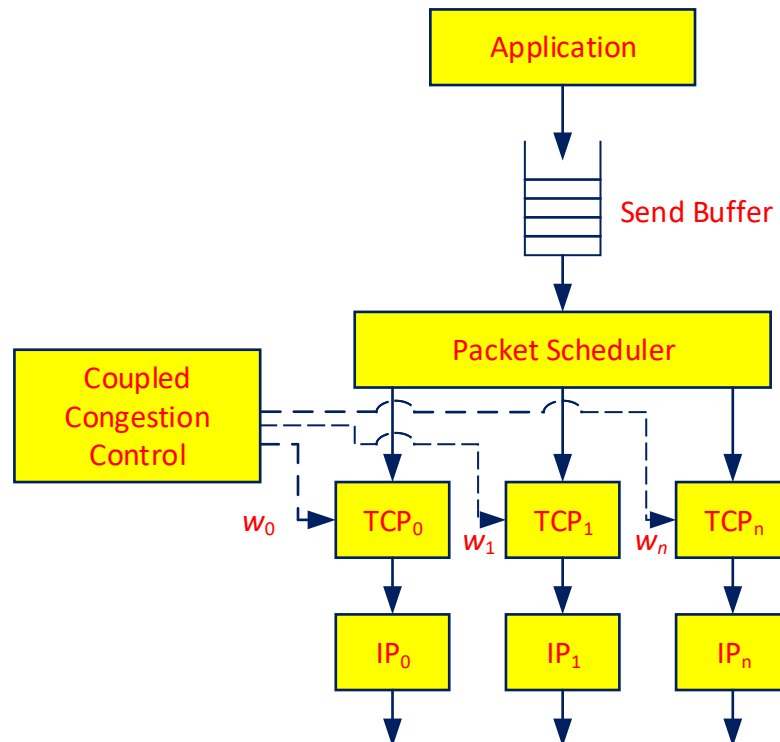 Application
Send Buffer
Packet Scheduler
Coupled
Congestion
Control
w₀
TCP₀
w₁
TCP₁
wₙ
TCPₙ
IP₀
IP₁
IPₙ